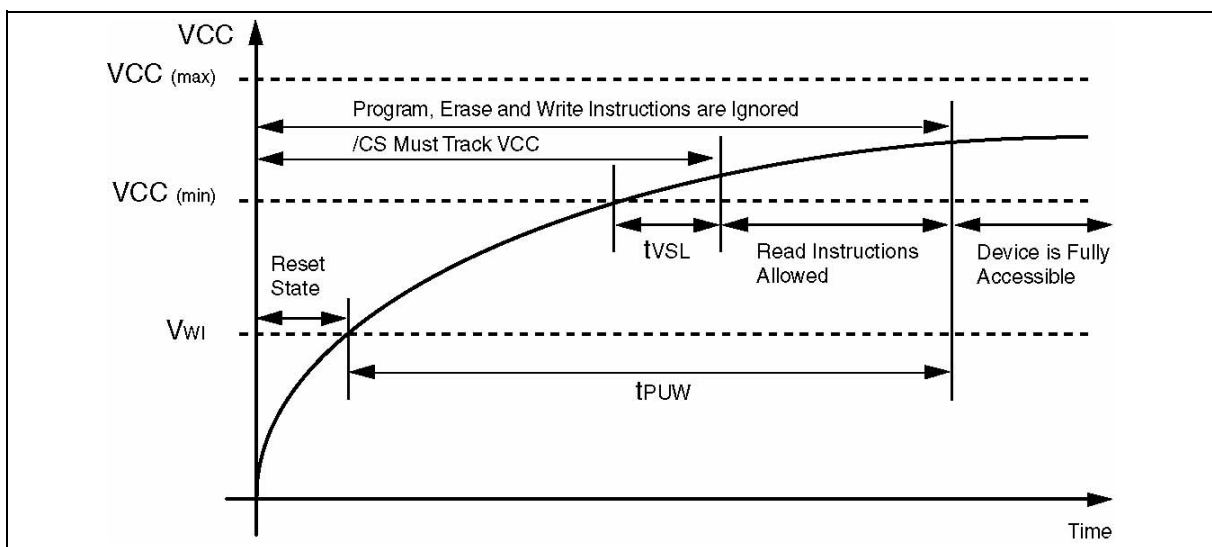 VCC
VCC (max)
Program, Erase and Write Instructions are Ignored
/CS Must Track VCC
VCC (min)
tVSL
Read Instructions
Allowed
Device is Fully
Accessible
Reset
State
VWI
tPUW
Time